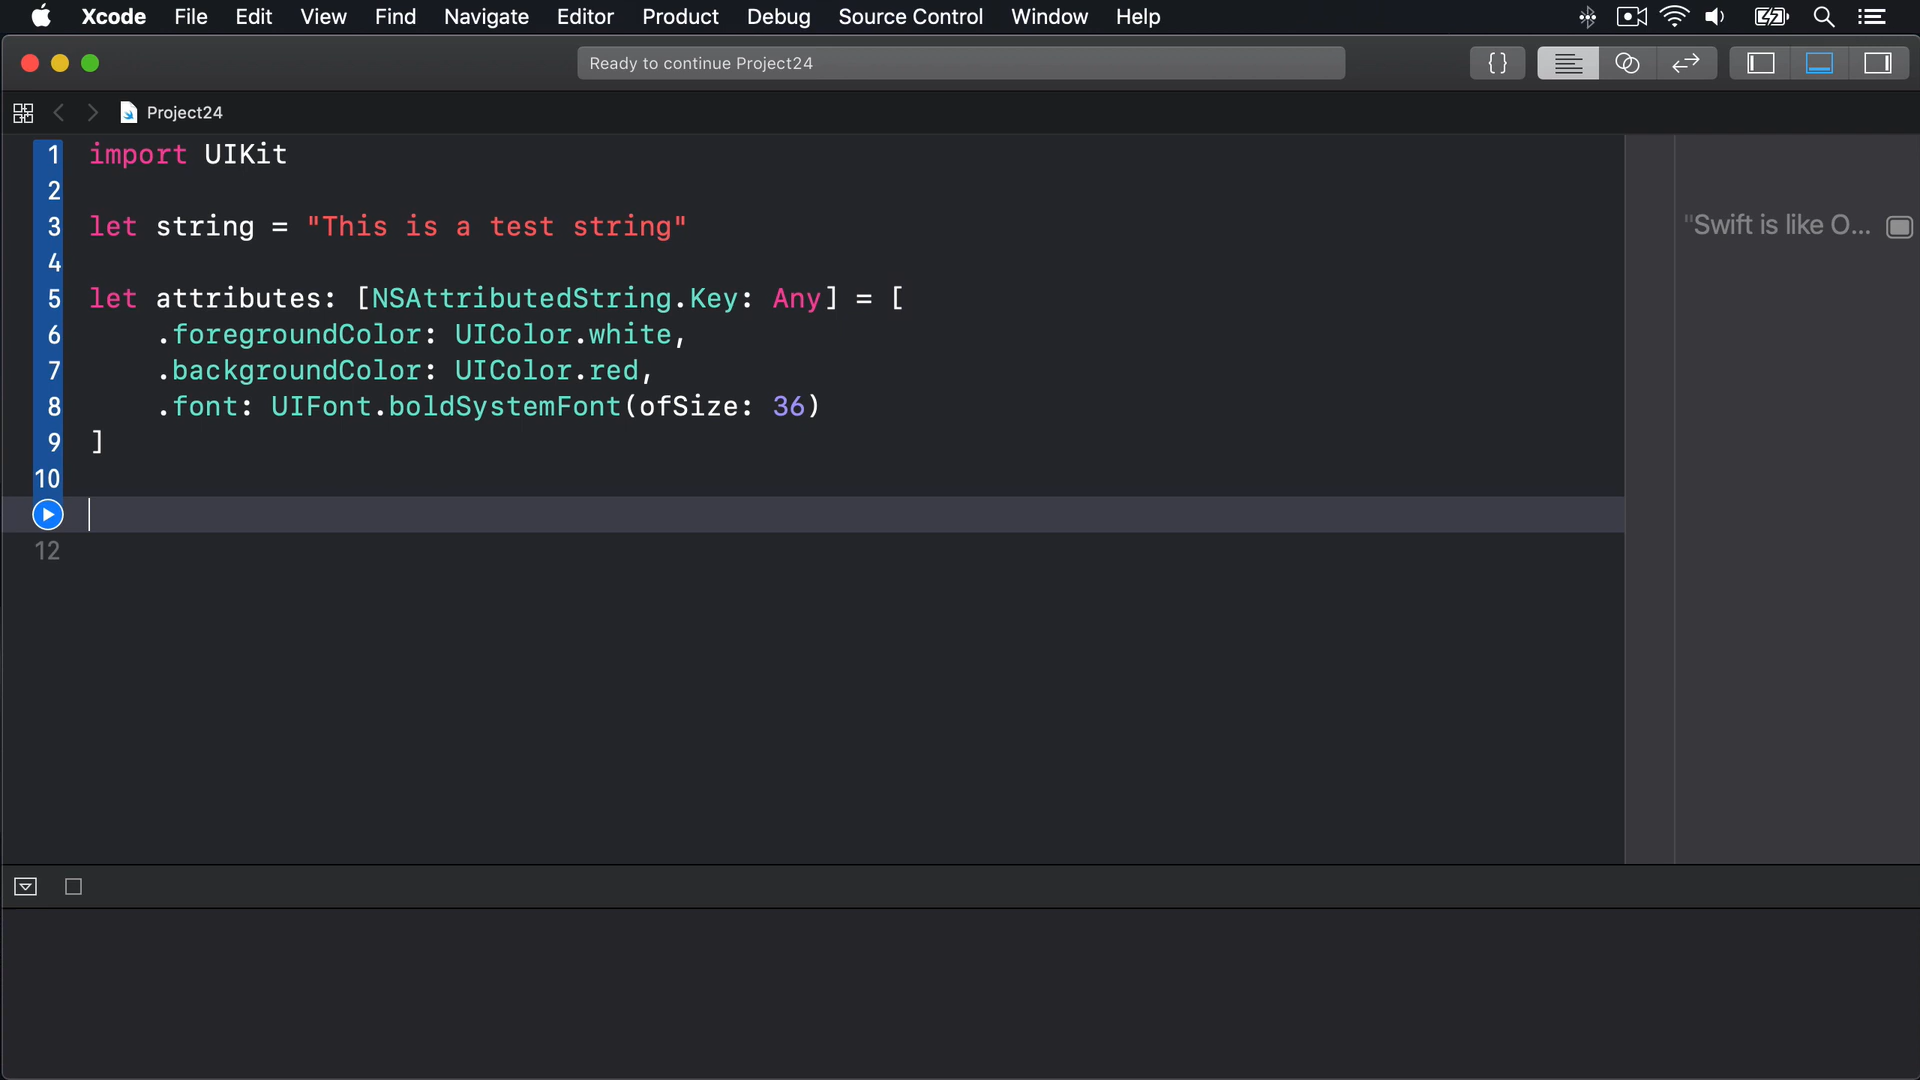 Xcode File Edit View Find Navigate Editor Product Debug Source Control Window Help
Ready to continue Project24
{}
Project24
1 import UIKit
2
3 let string = "This is a test string"
4
5 let attributes: [NSAttributedString.Key: Any] = [
6 .foregroundColor: UIColor.white,
7 .backgroundColor: UIColor.red,
8 .font: UIFont.boldSystemFont(ofSize: 36)
9 ]
10
12
"Swift is like O...